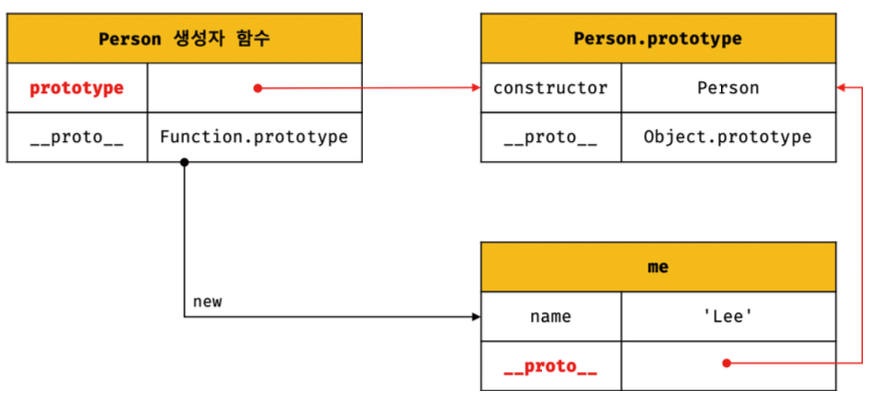 Person 생성자 함수
prototype
__proto__ Function.prototype
Person.prototype
constructor Person
__proto__ Object.prototype
new
me
name 'Lee'
__proto__